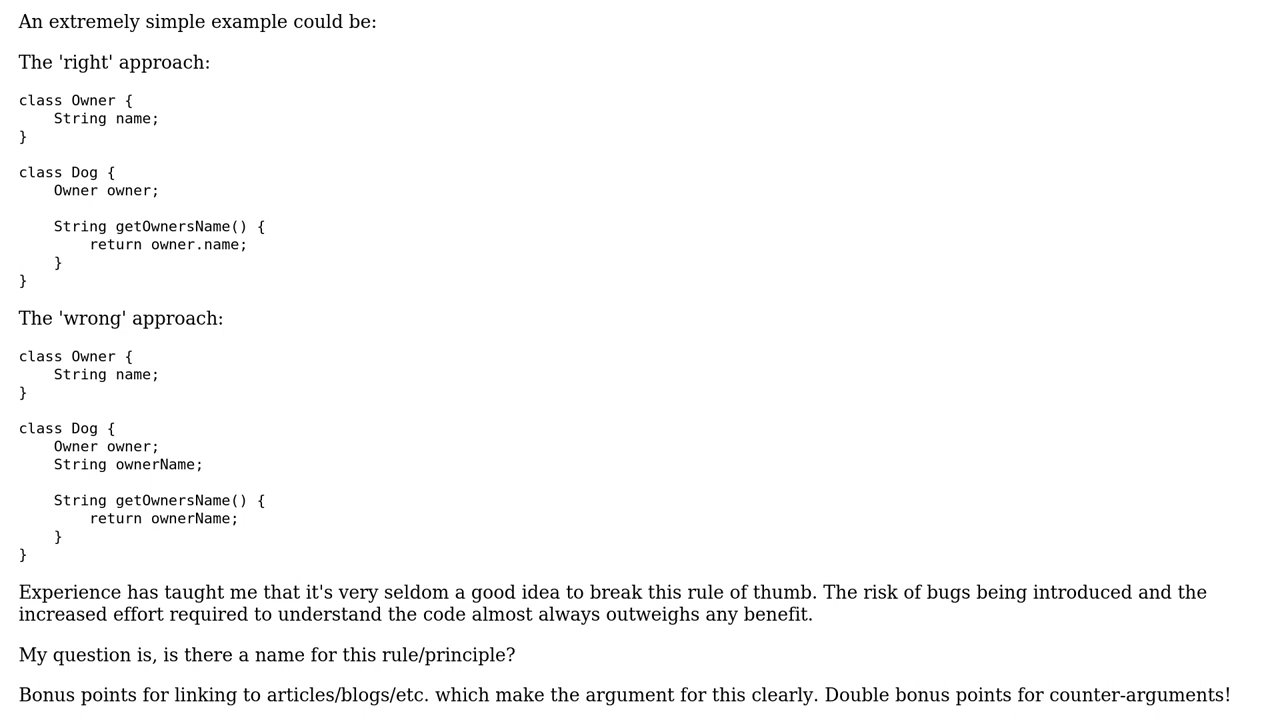 An extremely simple example could be:
The 'right' approach:
class Owner {
    String name;
}
class Dog {
    Owner owner;
    String getOwnersName() {
        return owner.name;
    }
}
The 'wrong' approach:
class Owner {
    String name;
}
class Dog {
    Owner owner;
    String ownerName;
    String getOwnersName() {
        return ownerName;
    }
}
Experience has taught me that it's very seldom a good idea to break this rule of thumb. The risk of bugs being introduced and the
increased effort required to understand the code almost always outweighs any benefit.
My question is, is there a name for this rule/principle?
Bonus points for linking to articles/blogs/etc. which make the argument for this clearly. Double bonus points for counter-arguments!